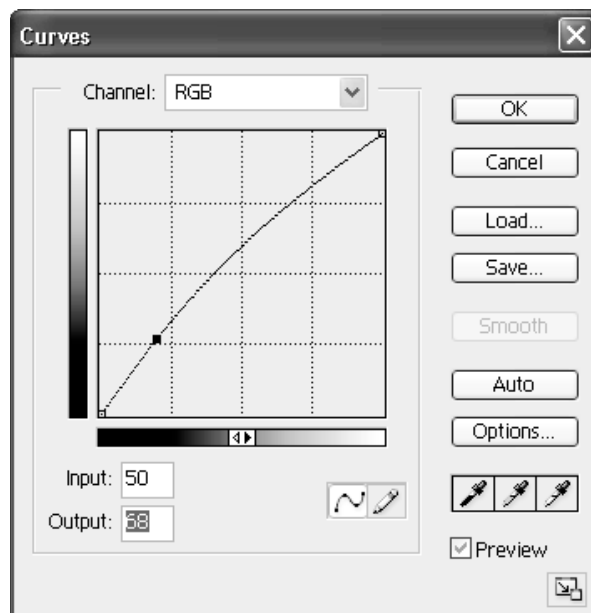 Curves
Channel: RGB
OK
Cancel
Load...
Save...
Smooth
Auto
Options...
Input: 50
Output: 68
Preview